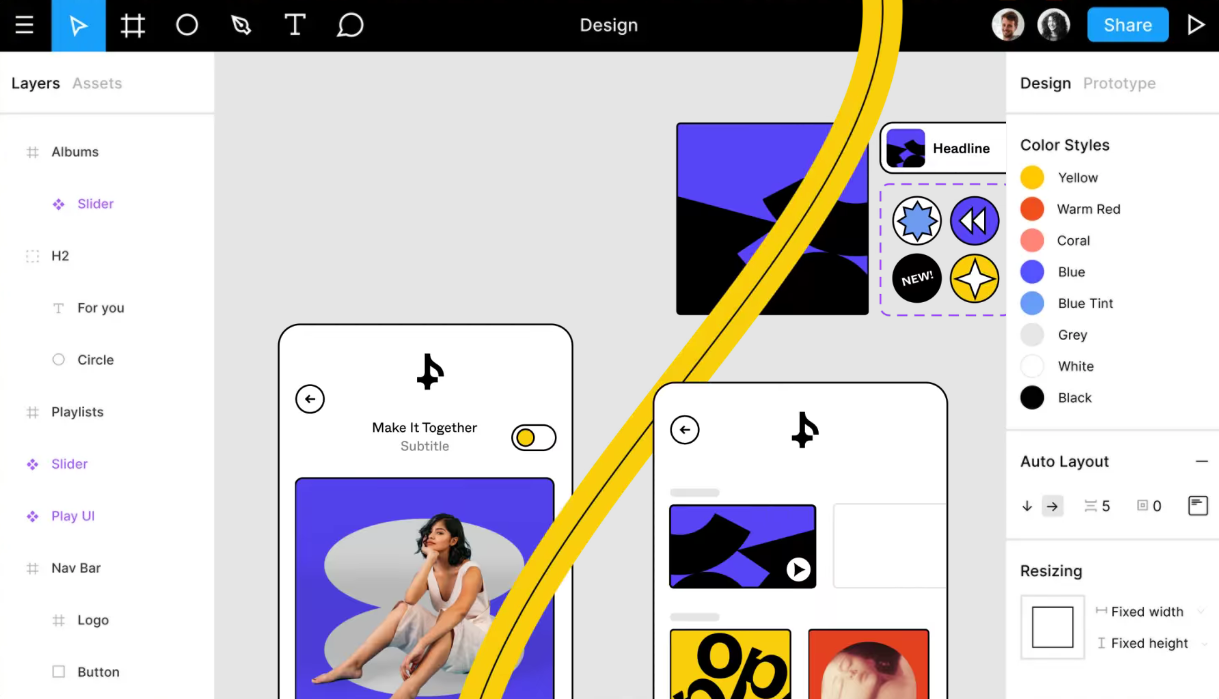 Design
Share
Layers Assets
Albums
Slider
H2
For you
Circle
Playlists
Slider
Play UI
Nav Bar
Logo
Button
Make It Together
Subtitle
Headline
NEW!
Design Prototype
Color Styles
Yellow
Warm Red
Coral
Blue
Blue Tint
Grey
White
Black
Auto Layout
5 0
Resizing
Fixed width
Fixed height